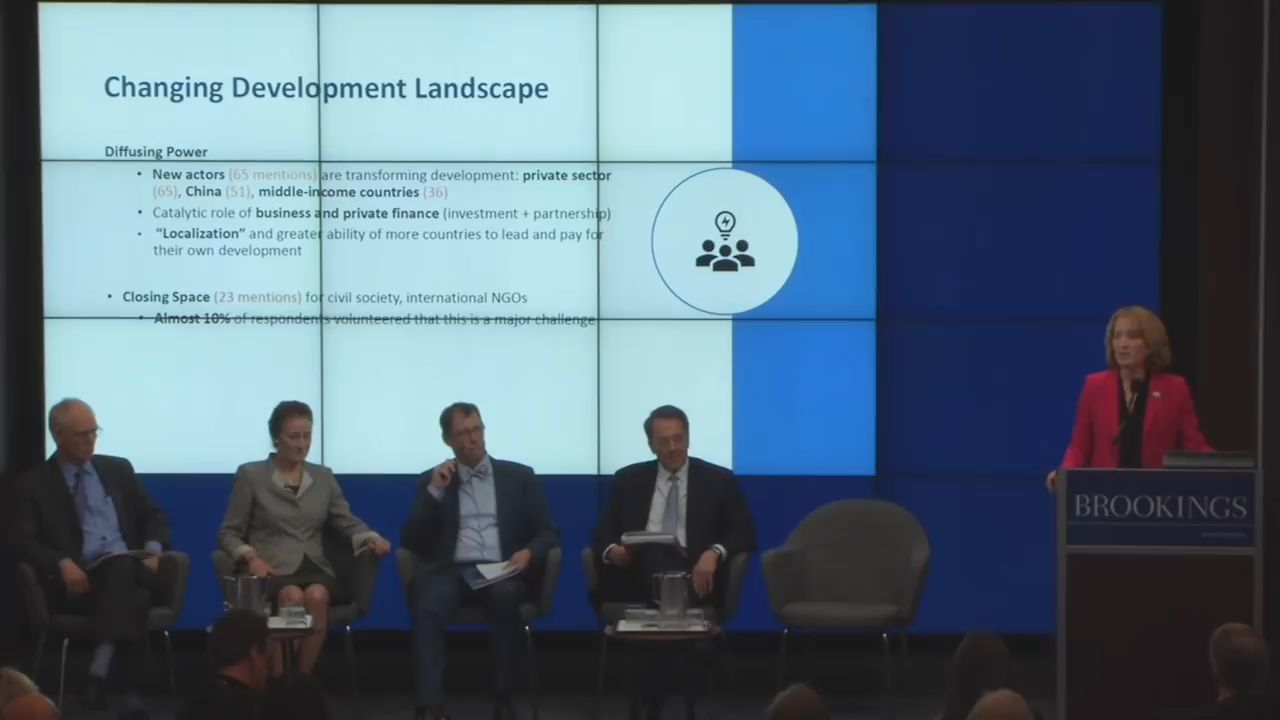 Changing Development Landscape
Diffusing Power
• New actors (65 mentions) are transforming development: private sector
(65), China (51), middle-income countries (36)
• Catalytic role of business and private finance (investment + partnership)
• “Localization” and greater ability of more countries to lead and pay for
their own development
• Closing Space (23 mentions) for civil society, international NGOs
• Almost 10% of respondents volunteered that this is a major challenge
BROOKINGS